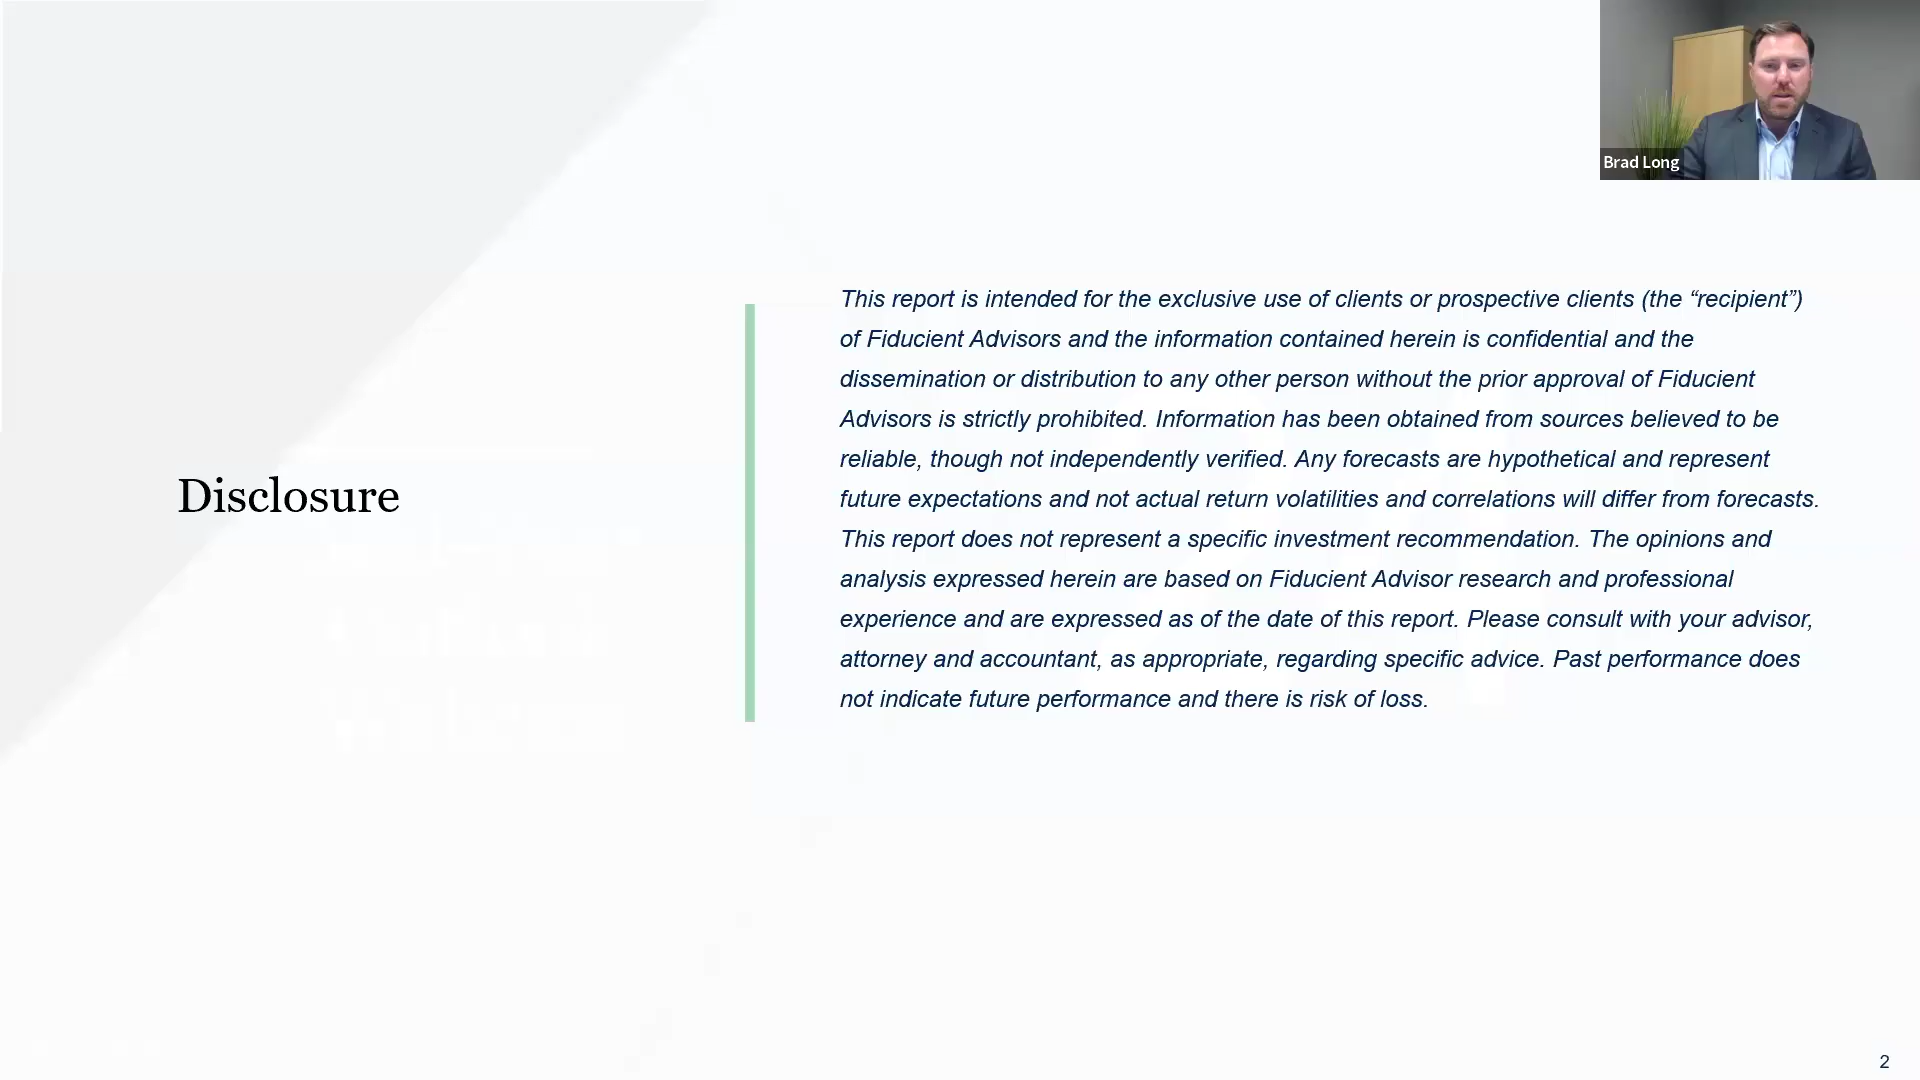 Brad Long
Disclosure
This report is intended for the exclusive use of clients or prospective clients (the “recipient”)
of Fiducient Advisors and the information contained herein is confidential and the
dissemination or distribution to any other person without the prior approval of Fiducient
Advisors is strictly prohibited. Information has been obtained from sources believed to be
reliable, though not independently verified. Any forecasts are hypothetical and represent
future expectations and not actual return volatilities and correlations will differ from forecasts.
This report does not represent a specific investment recommendation. The opinions and
analysis expressed herein are based on Fiducient Advisor research and professional
experience and are expressed as of the date of this report. Please consult with your advisor,
attorney and accountant, as appropriate, regarding specific advice. Past performance does
not indicate future performance and there is risk of loss.
2